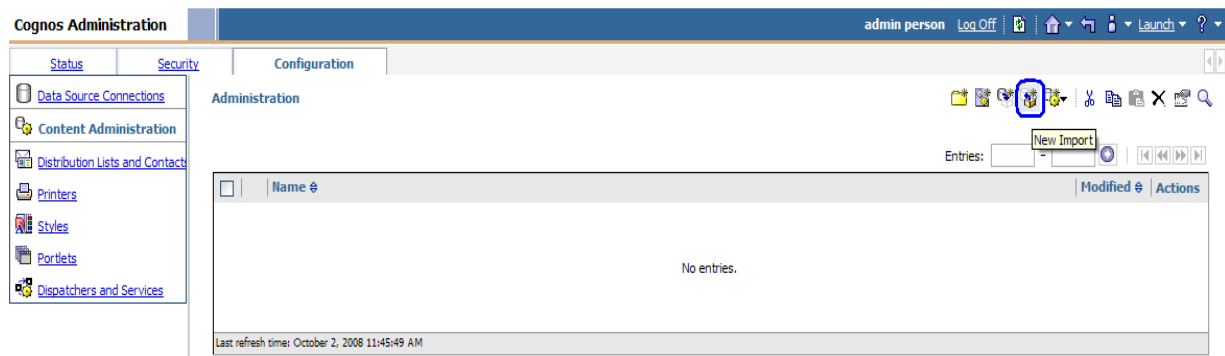 Cognos Administration
admin person Log Off Launch ?
Status Security Configuration
Data Source Connections
Content Administration
Distribution Lists and Contacts
Printers
Styles
Portlets
Dispatchers and Services
Administration
New Import
Entries: -
Name Modified Actions
No entries.
Last refresh time: October 2, 2008 11:45:49 AM